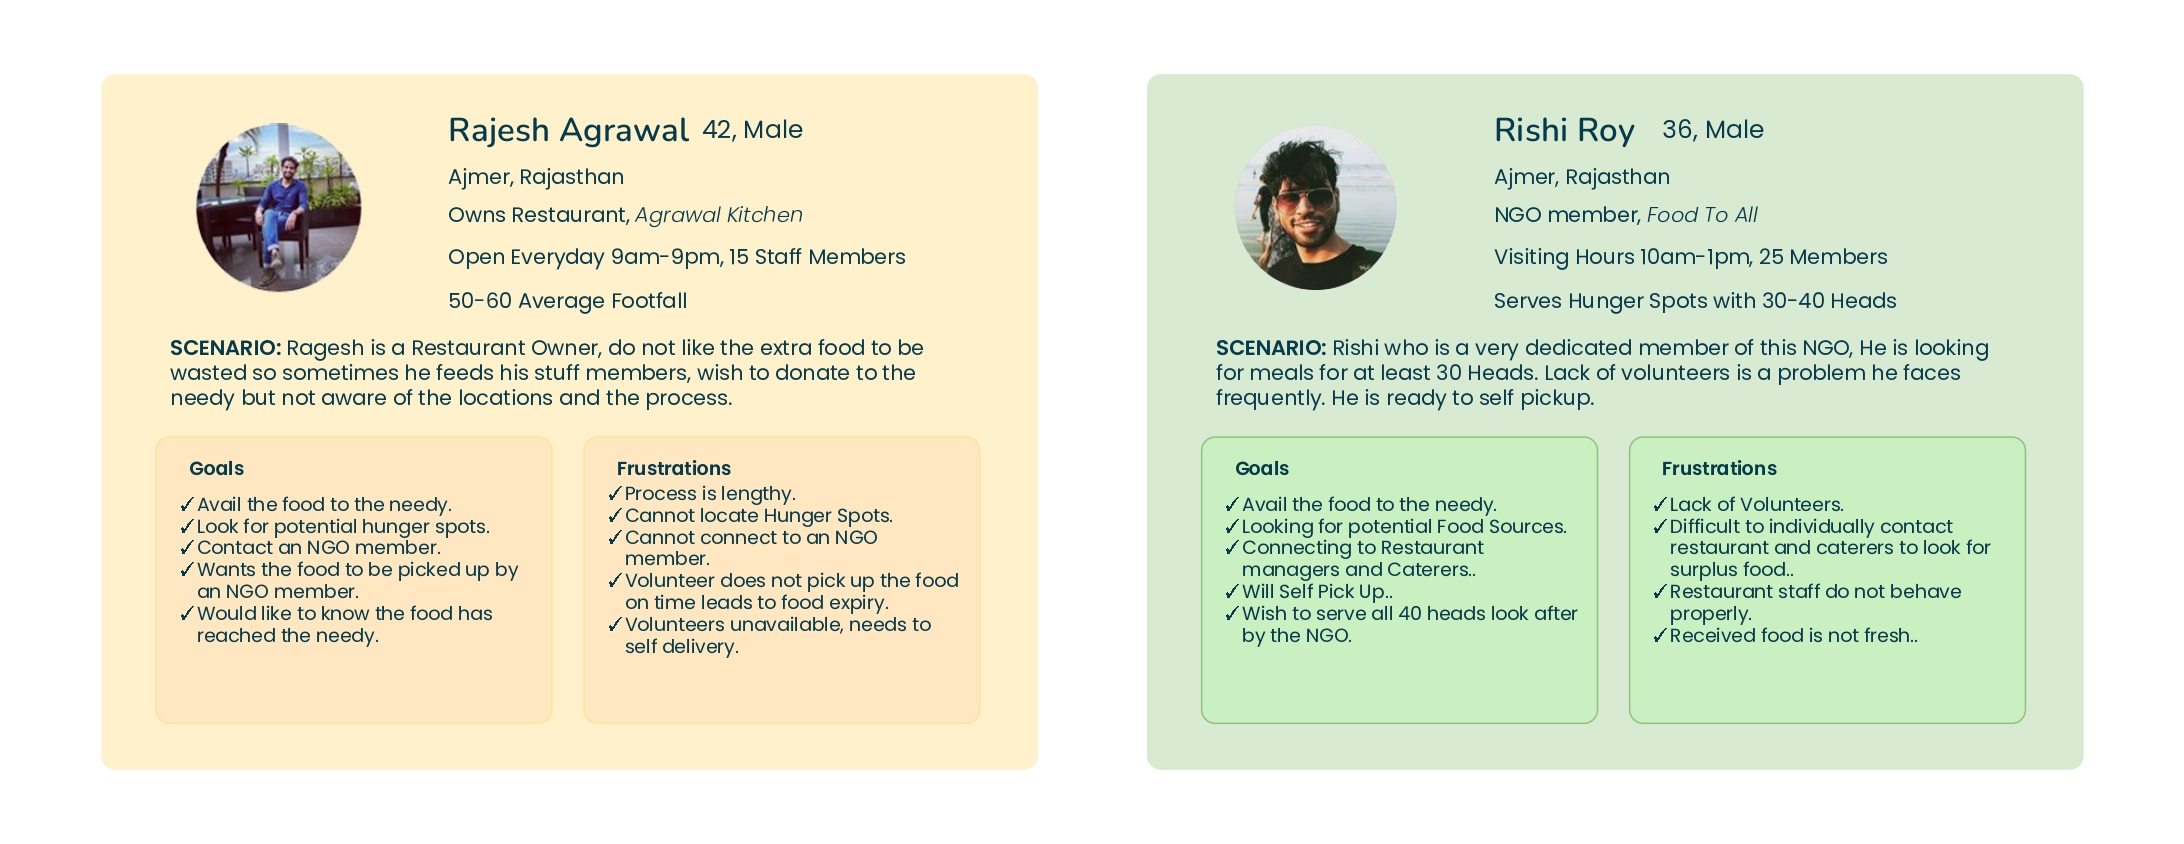 Rajesh Agrawal 42, Male
Ajmer, Rajasthan
Owns Restaurant, Agrawal Kitchen
Open Everyday 9am-9pm, 15 Staff Members
50-60 Average Footfall
SCENARIO: Ragesh is a Restaurant Owner, do not like the extra food to be
wasted so sometimes he feeds his stuff members, wish to donate to the
needy but not aware of the locations and the process.
Goals
✓Avail the food to the needy.
✓Look for potential hunger spots.
✓Contact an NGO member.
✓Wants the food to be picked up by
an NGO member.
✓Would like to know the food has
reached the needy.
Frustrations
✓Process is lengthy.
✓Cannot locate Hunger Spots.
✓Cannot connect to an NGO
member.
✓Volunteer does not pick up the food
on time leads to food expiry.
✓Volunteers unavailable, needs to
self delivery.
Rishi Roy 36, Male
Ajmer, Rajasthan
NGO member, Food To All
Visiting Hours 10am-1pm, 25 Members
Serves Hunger Spots with 30-40 Heads
SCENARIO: Rishi who is a very dedicated member of this NGO, He is looking
for meals for at least 30 Heads. Lack of volunteers is a problem he faces
frequently. He is ready to self pickup.
Goals
✓Avail the food to the needy.
✓Looking for potential Food Sources.
✓Connecting to Restaurant
managers and Caterers..
✓Will Self Pick Up..
✓Wish to serve all 40 heads look after
by the NGO.
Frustrations
✓Lack of Volunteers.
✓Difficult to individually contact
restaurant and caterers to look for
surplus food..
✓Restaurant staff do not behave
properly.
✓Received food is not fresh..